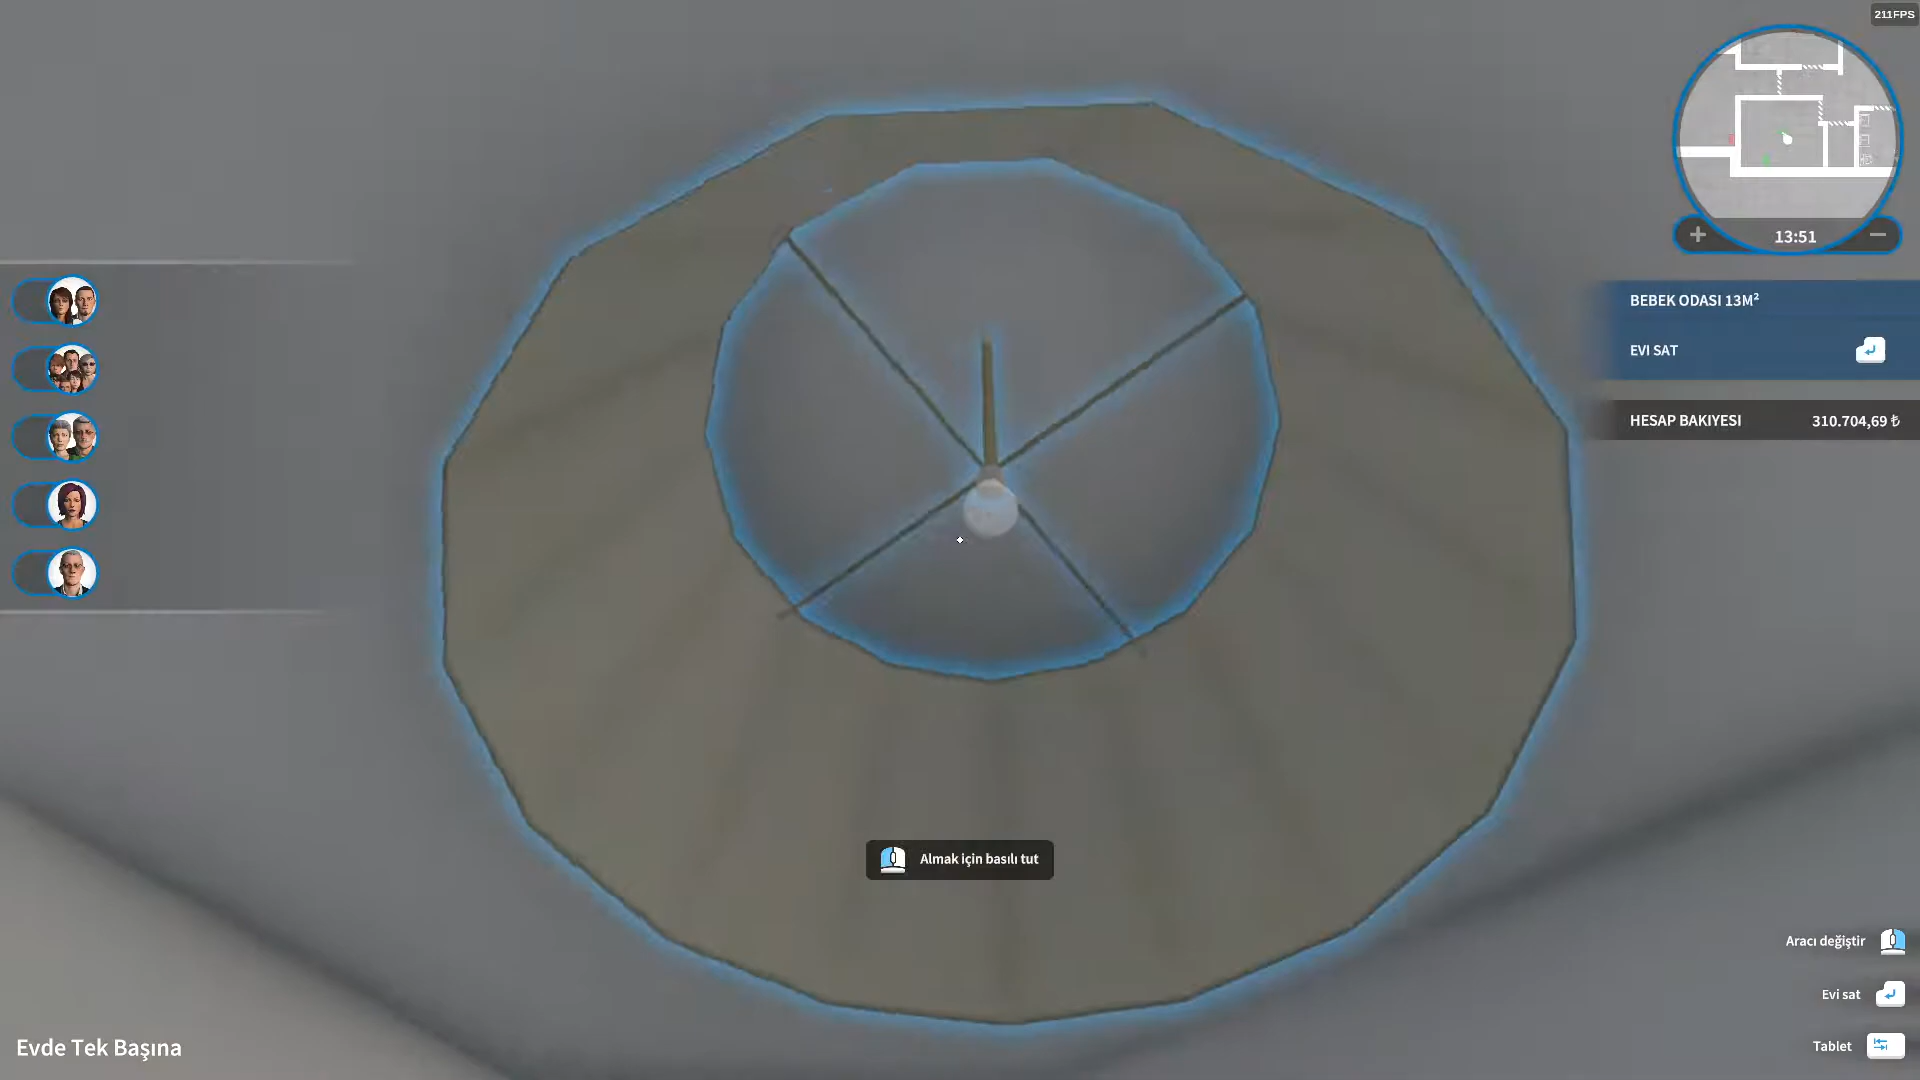 211FPS
13:51
BEBEK ODASI 13M²
EVI SAT
HESAP BAKIYESI 310.704,69 ₺
Almak için basılı tut
Aracı değiştir
Evi sat
Tablet
Evde Tek Başına